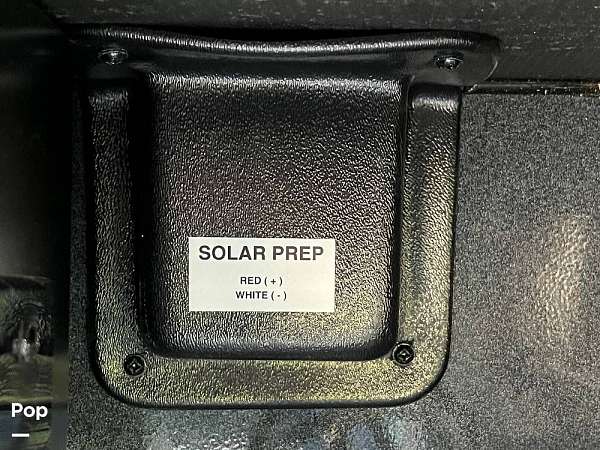 SOLAR PREP
RED ( + )
WHITE ( - )
Pop